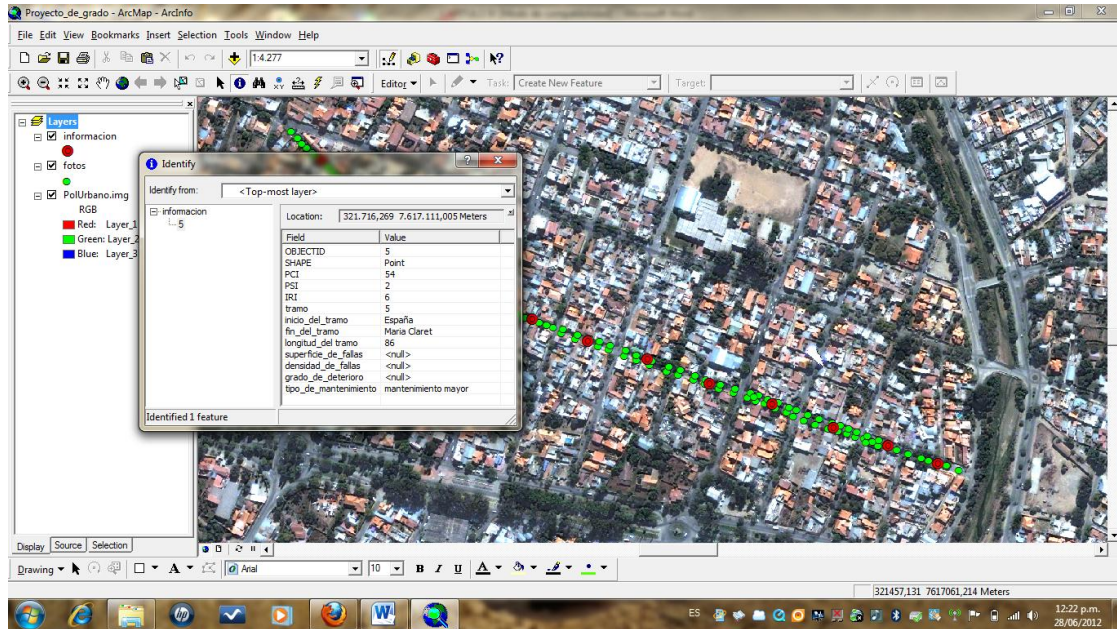 Proyecto_de_grado - ArcMap - ArcInfo
File Edit View Bookmarks Insert Selection Tools Window Help
1:4.277
Editor Task: Create New Feature Target:
Layers
informacion
fotos
PolUrbano.img
RGB
Red: Layer_1
Green: Layer_2
Blue: Layer_3
Identify
Identify from: <Top-most layer>
informacion
5
Location: 321.716,269 7.617.111,005 Meters
Field Value
OBJECTID 5
SHAPE Point
PCI 54
PSI 2
IRI 6
tramo 5
inicio_del_tramo España
fin_del_tramo Maria Claret
longitud_del tramo 86
superficie_de_fallas <null>
densidad_de_fallas <null>
grado_de_deterioro <null>
tipo_de_mantenimiento mantenimiento mayor
Identified 1 feature
Display Source Selection
Drawing A Arial 10 B I U A
321457,131 7617061,214 Meters
hp W ES 12:22 p.m.
28/06/2012